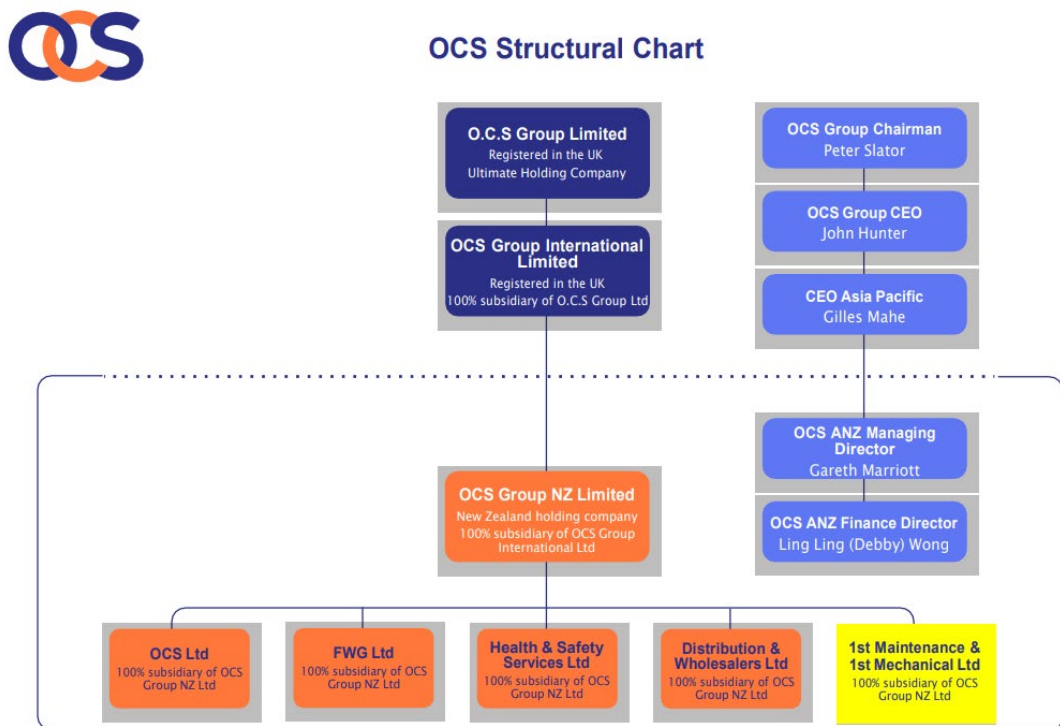 OCS
OCS Structural Chart
O.C.S Group Limited
Registered in the UK
Ultimate Holding Company
OCS Group International
Limited
Registered in the UK
100% subsidiary of O.C.S Group Ltd
OCS Group Chairman
Peter Slator
OCS Group CEO
John Hunter
CEO Asia Pacific
Gilles Mahe
OCS ANZ Managing
Director
Gareth Marriott
OCS ANZ Finance Director
Ling Ling (Debby) Wong
OCS Group NZ Limited
New Zealand holding company
100% subsidiary of OCS Group
International Ltd
OCS Ltd
100% subsidiary of OCS
Group NZ Ltd
FWG Ltd
100% subsidiary of OCS
Group NZ Ltd
Health & Safety
Services Ltd
100% subsidiary of OCS
Group NZ Ltd
Distribution &
Wholesalers Ltd
100% subsidiary of OCS
Group NZ Ltd
1st Maintenance &
1st Mechanical Ltd
100% subsidiary of OCS
Group NZ Ltd